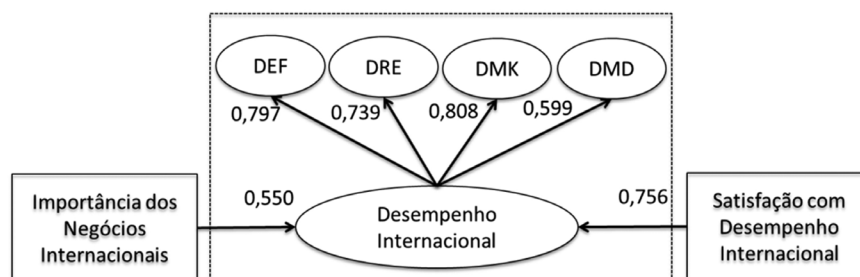 DEF
DRE
DMK
DMD
0,797
0,739
0,808
0,599
Importância dos
Negócios
Internacionais
0,550
Desempenho
Internacional
0,756
Satisfação com
Desempenho
Internacional